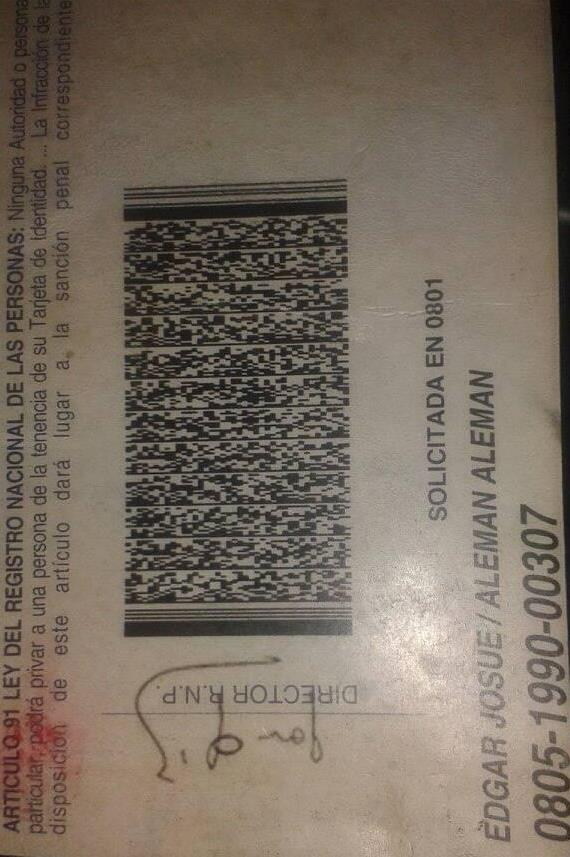 ARTICULO 91 LEY DEL REGISTRO NACIONAL DE LAS PERSONAS: Ninguna Autoridad o persona
particular, podrá privar a una persona de la tenencia de su Tarjeta de Identidad. ... La Infracción de la
disposición de este artículo dará lugar a la sanción penal correspondiente
DIRECTOR R.N.P.
SOLICITADA EN 0801
EDGAR JOSUE / ALEMAN ALEMAN
0805-1990-00307